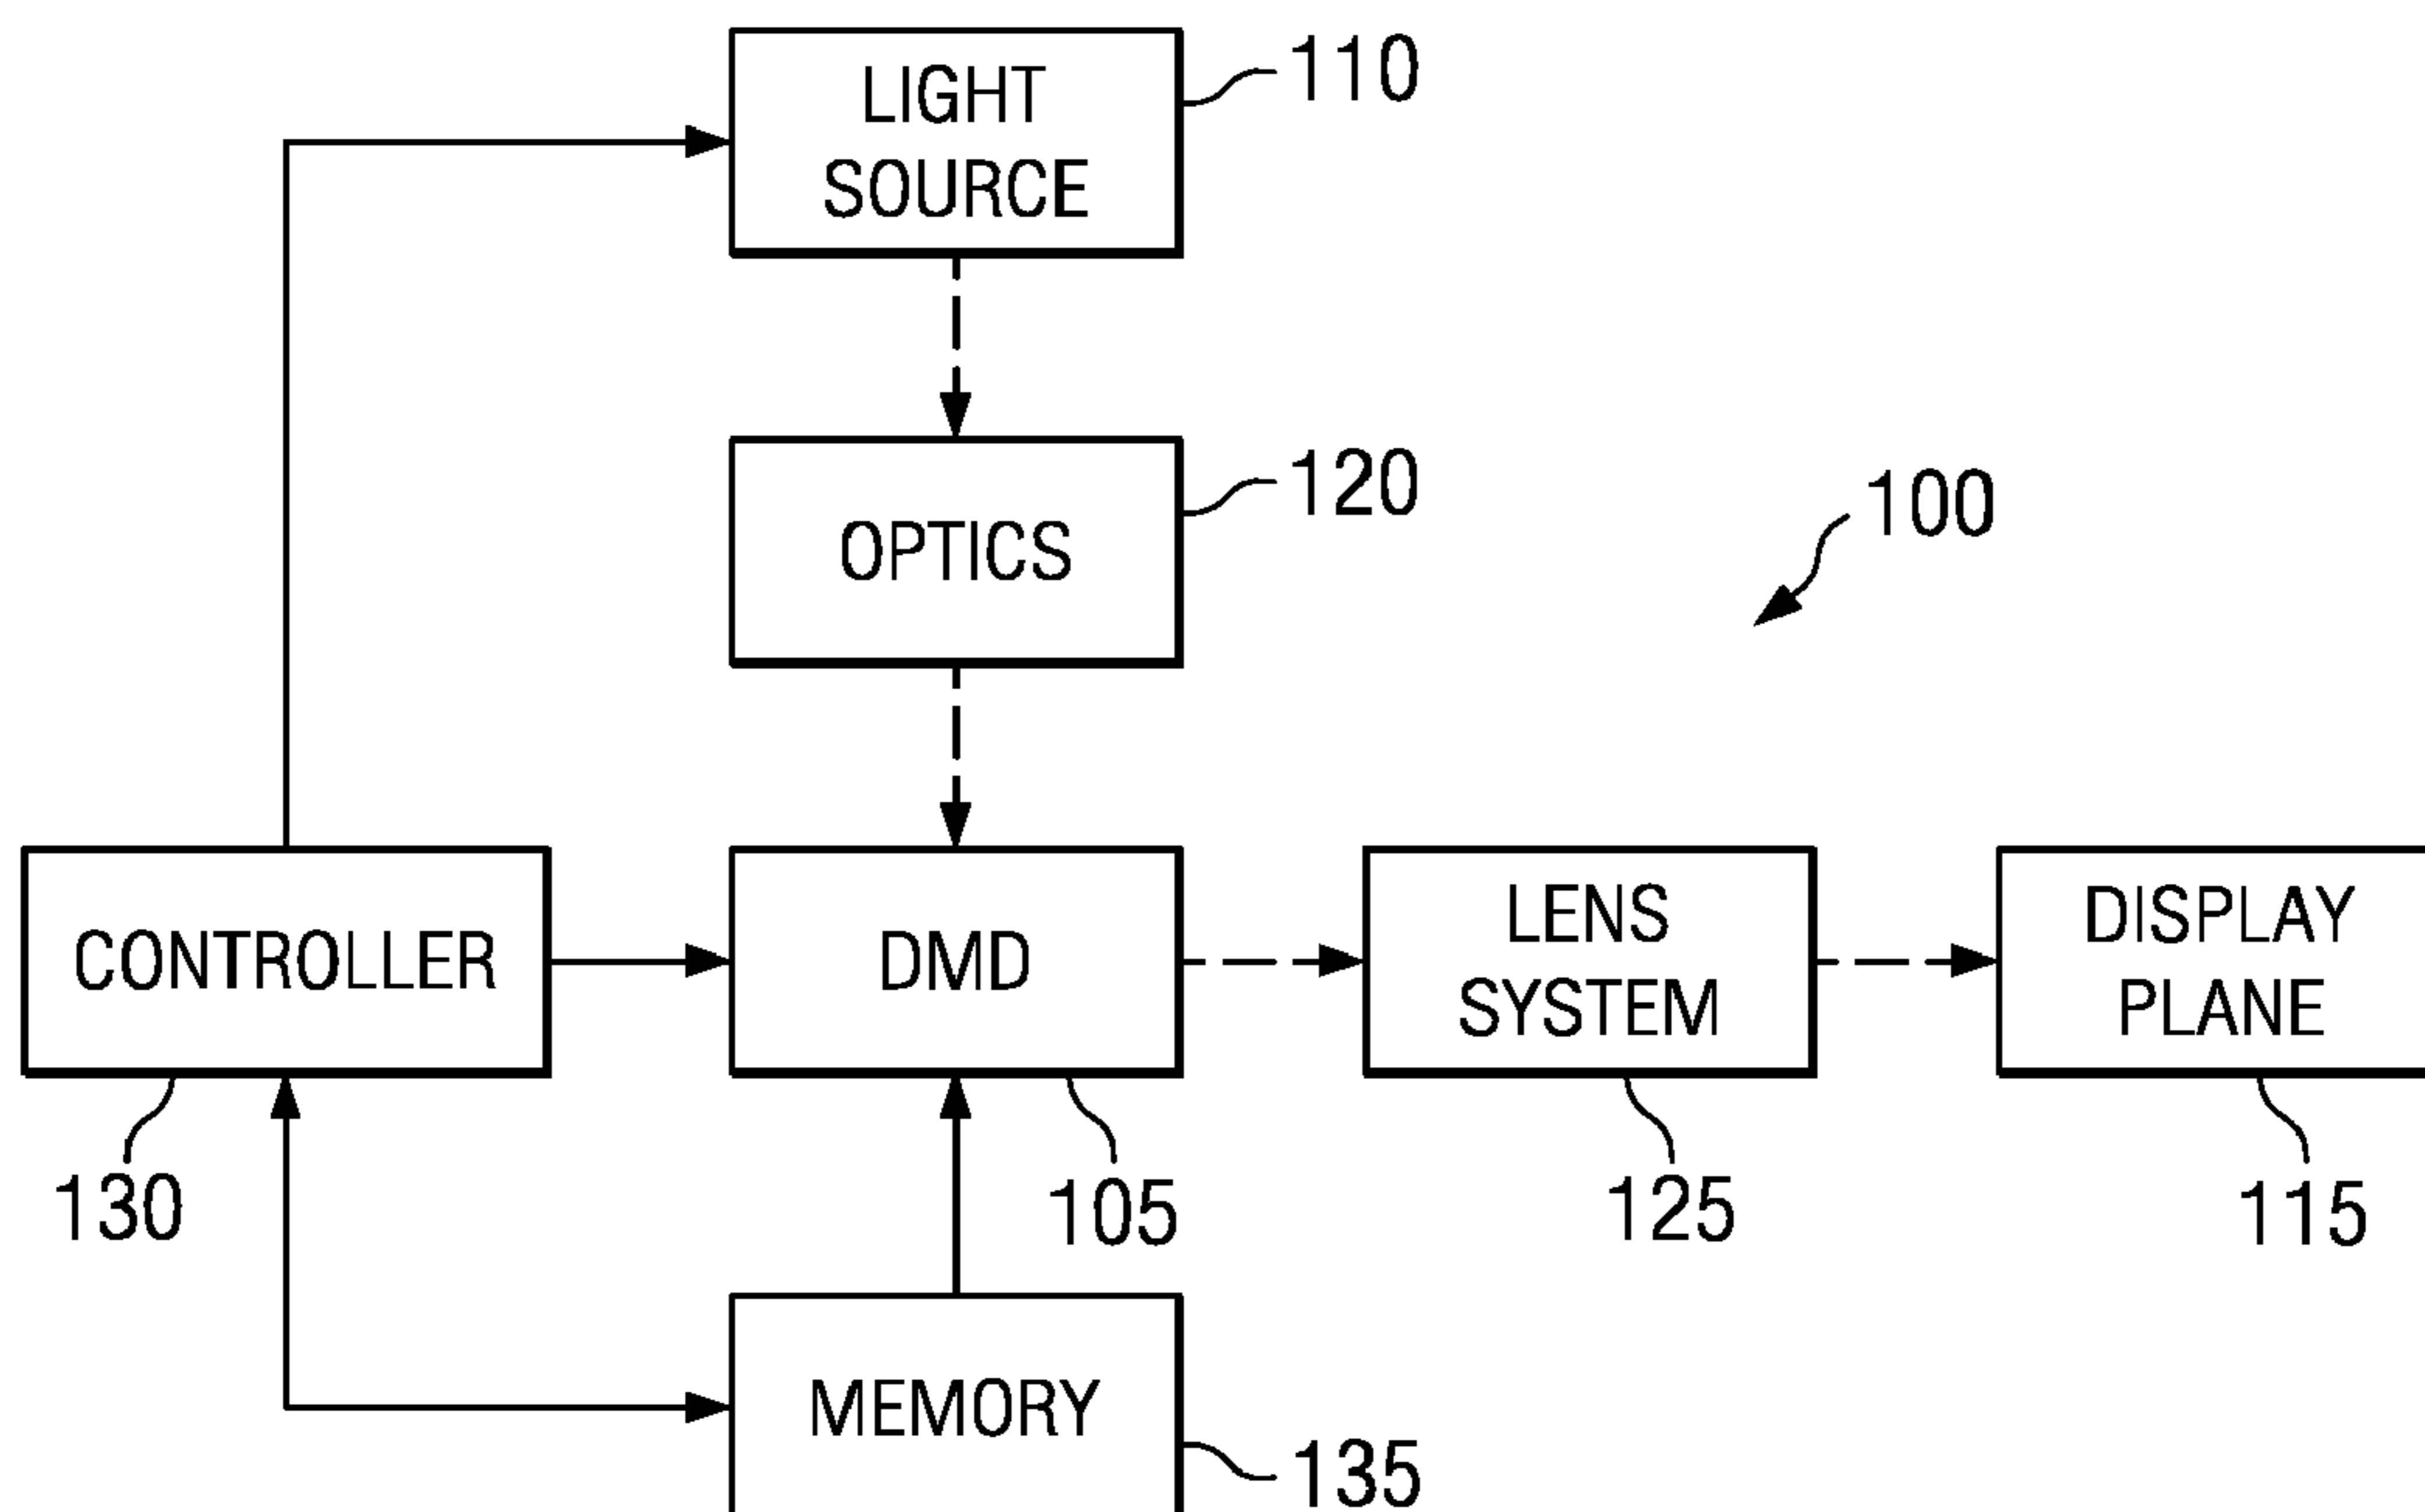 LIGHT
SOURCE
110
OPTICS
120
100
CONTROLLER
DMD
LENS
SYSTEM
DISPLAY
PLANE
130
105
125
115
MEMORY
135